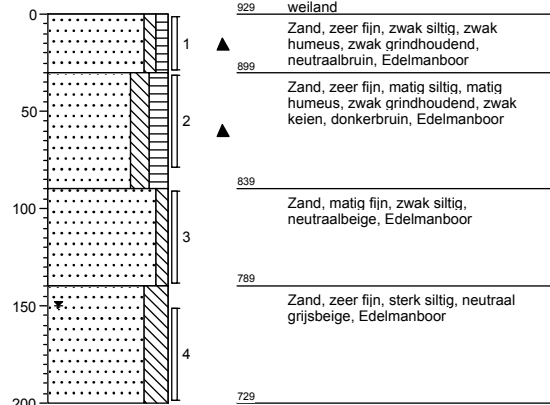 0
929
weiland
1
Zand, zeer fijn, zwak siltig, zwak
humeus, zwak grindhoudend,
neutraalbruin, Edelmanboor
899
50
2
Zand, zeer fijn, matig siltig, matig
humeus, zwak grindhoudend, zwak
keien, donkerbruin, Edelmanboor
839
100
3
Zand, matig fijn, zwak siltig,
neutraalbeige, Edelmanboor
789
150
4
Zand, zeer fijn, sterk siltig, neutraal
grijsbeige, Edelmanboor
200
729